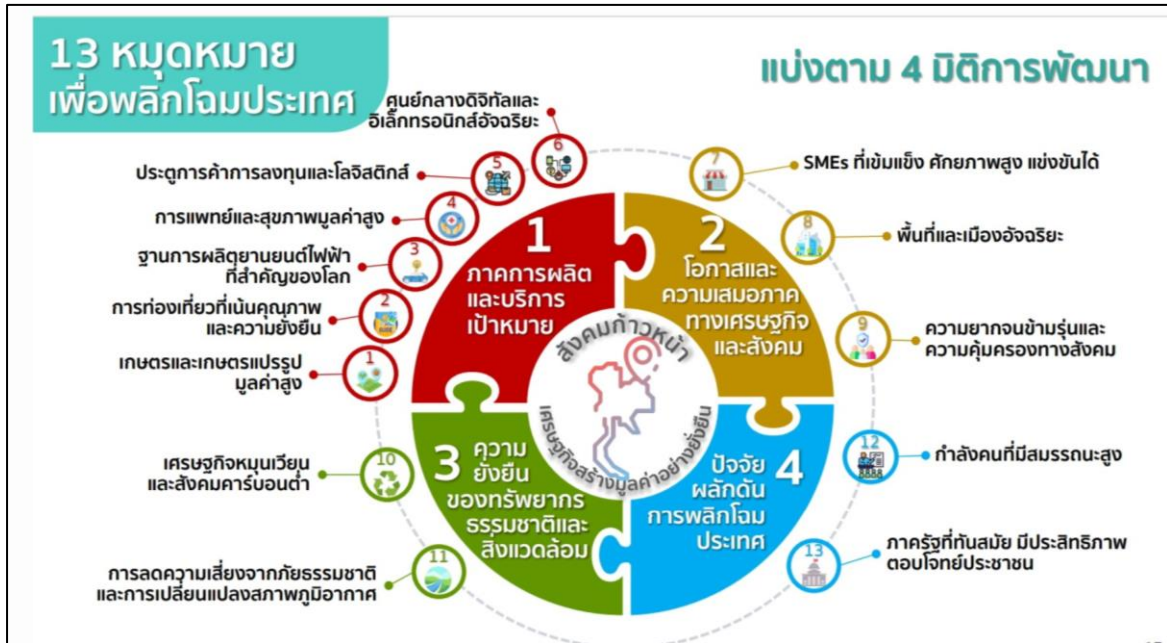 13 หมุดหมาย
เพื่อพลิกโฉมประเทศ
แบ่งตาม 4 มิติการพัฒนา
6
ศูนย์กลางดิจิทัลและ
อิเล็กทรอนิกส์อัจฉริยะ
5
ประตูการค้าการลงทุนและโลจิสติกส์
4
การแพทย์และสุขภาพมูลค่าสูง
3
ฐานการผลิตยานยนต์ไฟฟ้า
ที่สำคัญของโลก
2
การท่องเที่ยวที่เน้นคุณภาพ
และความยั่งยืน
1
เกษตรและเกษตรแปรรูป
มูลค่าสูง
1
ภาคการผลิต
และบริการ
เป้าหมาย
2
โอกาสและ
ความเสมอภาค
ทางเศรษฐกิจ
และสังคม
7
SMEs ที่เข้มแข็ง ศักยภาพสูง แข่งขันได้
8
พื้นที่และเมืองอัจฉริยะ
9
ความยากจนข้ามรุ่นและ
ความคุ้มครองทางสังคม
สังคมก้าวหน้า
เศรษฐกิจสร้างมูลค่าอย่างยั่งยืน
10
เศรษฐกิจหมุนเวียน
และสังคมคาร์บอนต่ำ
11
การลดความเสี่ยงจากภัยธรรมชาติ
และการเปลี่ยนแปลงสภาพภูมิอากาศ
3 ความ
ยั่งยืน
ของทรัพยากร
ธรรมชาติและ
สิ่งแวดล้อม
4
ปัจจัย
ผลักดัน
การพลิกโฉม
ประเทศ
12
กำลังคนที่มีสมรรถนะสูง
13
ภาครัฐที่ทันสมัย มีประสิทธิภาพ
ตอบโจทย์ประชาชน